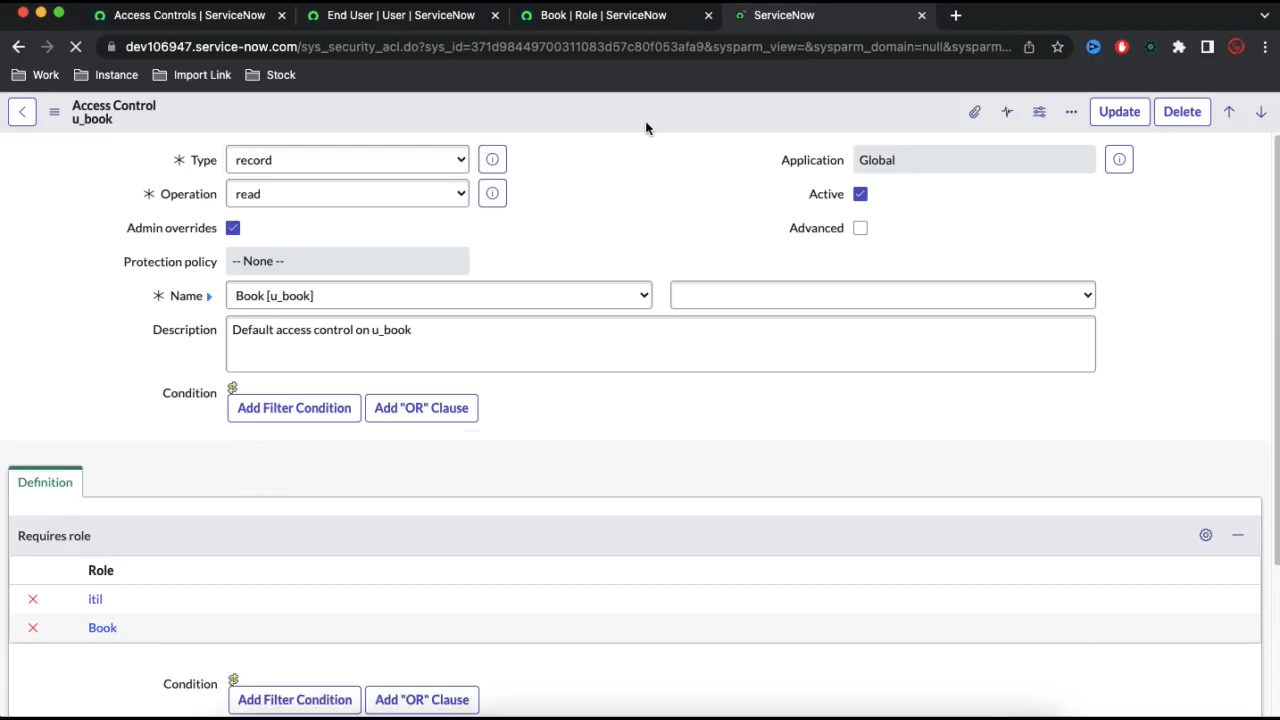 Access Controls | ServiceNow
End User | User | ServiceNow
Book | Role | ServiceNow
ServiceNow
dev106947.service-now.com/sys_security_acl.do?sys_id=371d98449700311083d57c80f053afa9&sysparm_view=&sysparm_domain=null&sysparm...
Work
Instance
Import Link
Stock
Access Control
u_book
Update
Delete
Type
record
Application
Global
Operation
read
Active
Admin overrides
Advanced
Protection policy
-- None --
Name
Book [u_book]
Description
Default access control on u_book
Condition
Add Filter Condition
Add "OR" Clause
Definition
Requires role
Role
itil
Book
Condition
Add Filter Condition
Add "OR" Clause